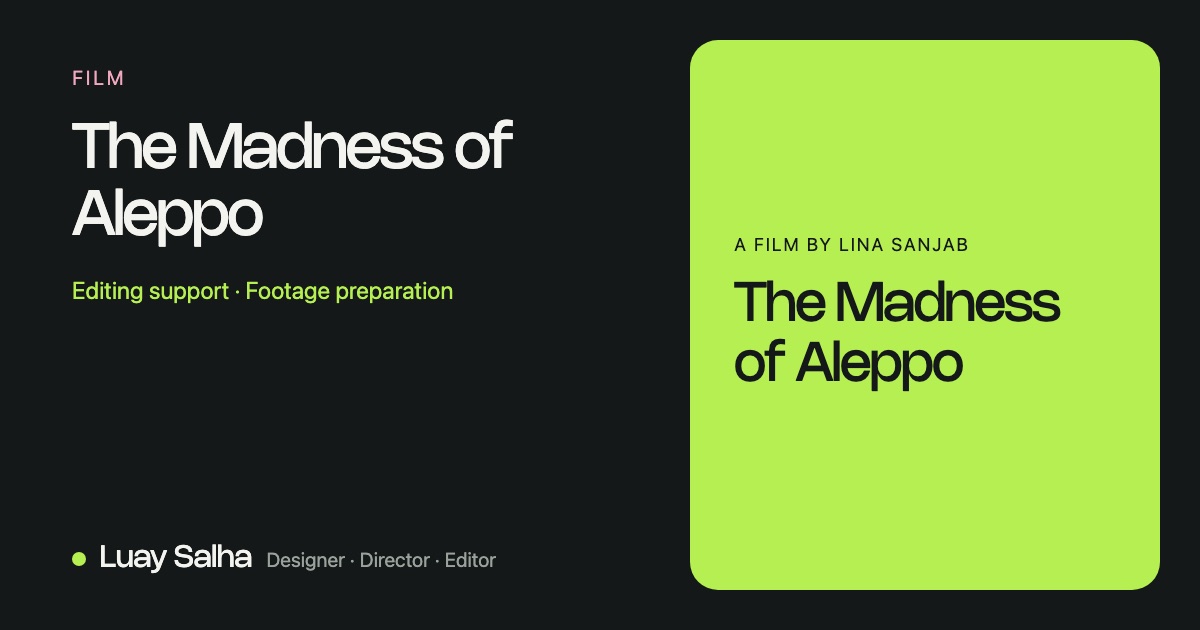 FILM
The Madness of
Aleppo
Editing support · Footage preparation
Luay Salha Designer · Director · Editor
A FILM BY LINA SANJAB
The Madness
of Aleppo